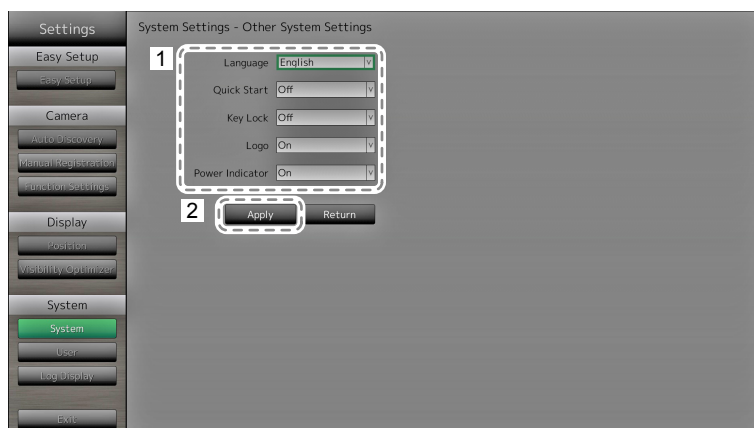 Settings
Easy Setup
Easy Setup
Camera
Auto Discovery
Manual Registration
Function Settings
Display
Position
Visibility Optimizer
System
System
User
Log Display
Exit
System Settings - Other System Settings
1
Language English
Quick Start Off
Key Lock Off
Logo On
Power Indicator On
2
Apply Return